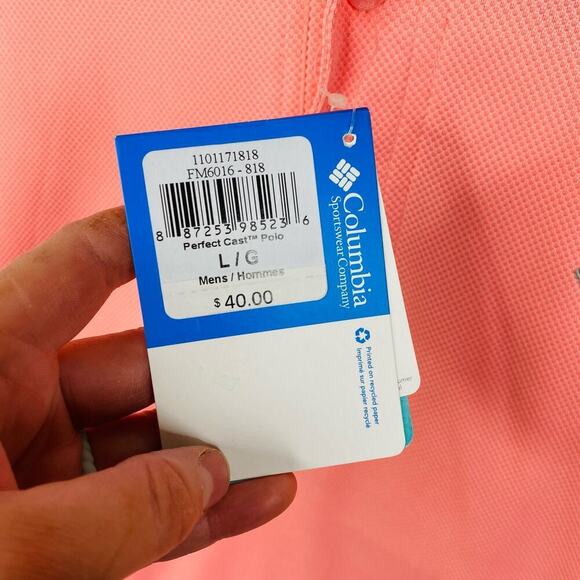 1101171818
FM6016 - 818
8 87253 98523 6
Perfect Cast™ Polo
L / G
Mens / Hommes
$ 40.00
Columbia
Sportswear Company
Printed on recycled paper
Imprimé sur papier recyclé